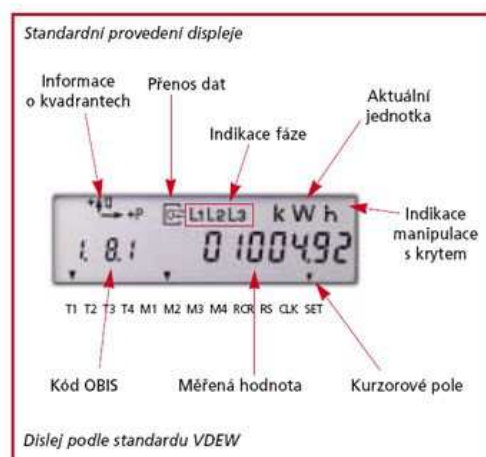 Standardní provedení displeje
Informace
o kvadrantech
Přenos dat
Indikace fáze
Aktuální
jednotka
Indikace
manipulace
s krytem
+Q
+P
L1L2L3
kWh
1. 8.1
01004.92
T1 T2 T3 T4 M1 M2 M3 M4 RCR RS CLK SET
Kód OBIS
Měřená hodnota
Kurzorové pole
Dislej podle standardu VDEW